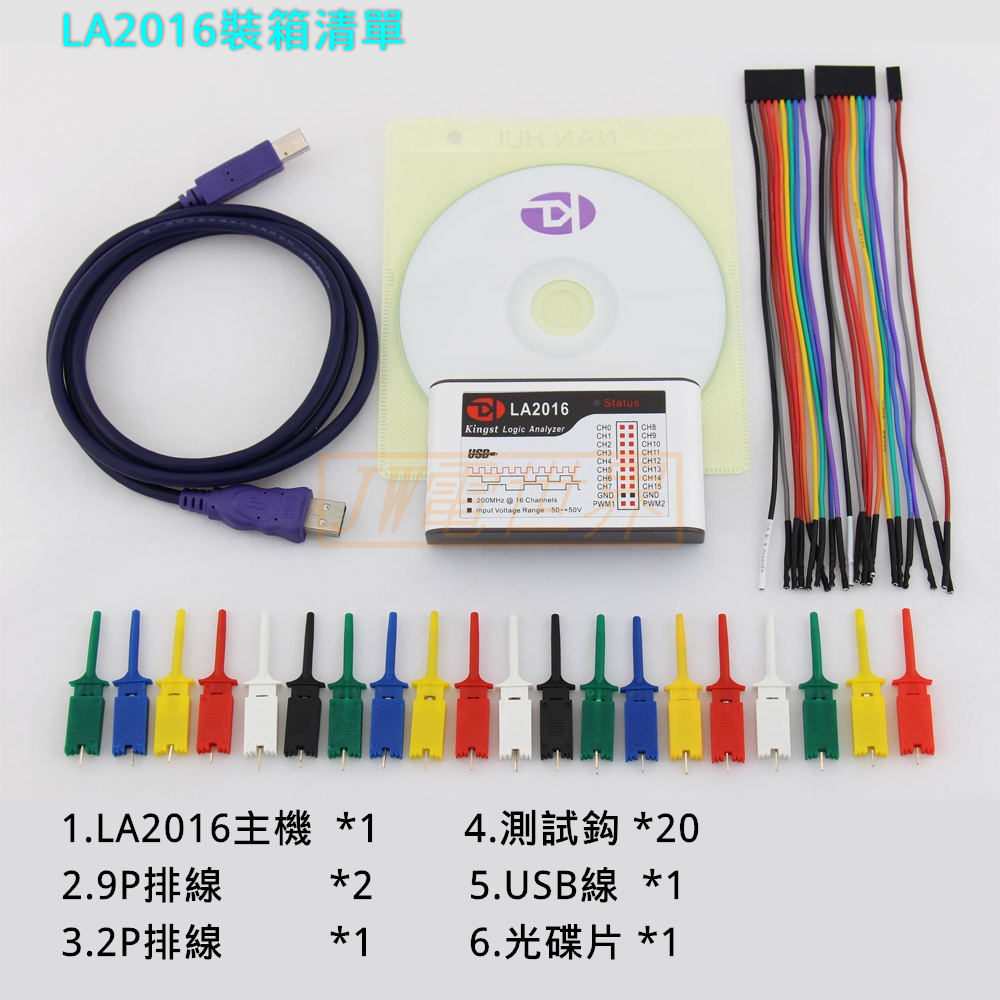 LA2016裝箱清單
NAN HUI
LA2016
Kingst Logic Analyzer
USB
200MHz @ 16 Channels
Input Voltage Range: -50~+50V
Status
CH0 CH8
CH1 CH9
CH2 CH10
CH3 CH11
CH4 CH12
CH5 CH13
CH6 CH14
CH7 CH15
GND GND
PWM1 PWM2
1.LA2016主機 *1 4.測試鈎 *20
2.9P排線 *2 5.USB線 *1
3.2P排線 *1 6.光碟片 *1